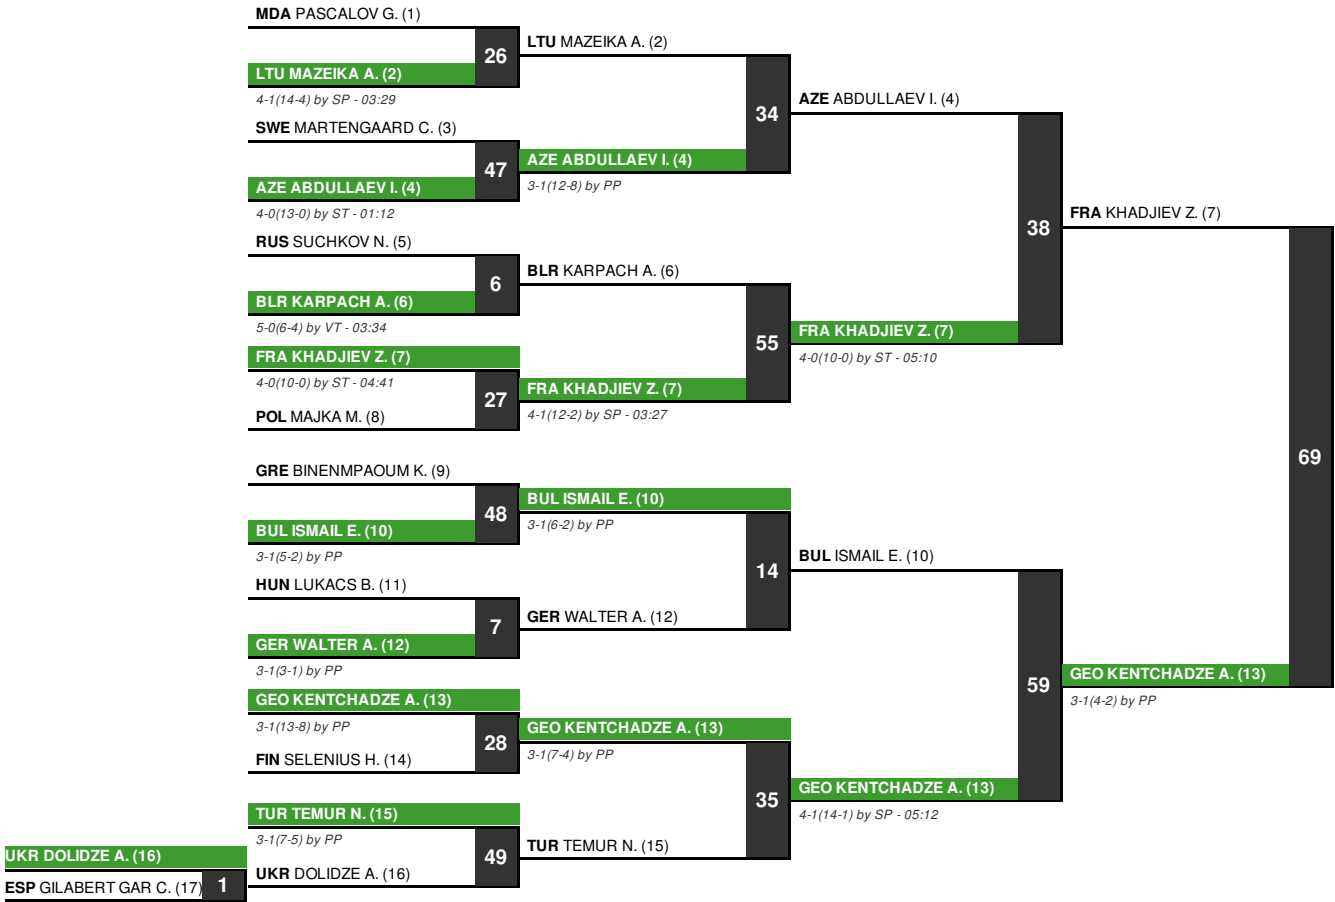 MDA PASCALOV G. (1)
26
LTU MAZEIKA A. (2)
4-1(14-4) by SP - 03:29
SWE MARTENGAARD C. (3)
47
AZE ABDULLAEV I. (4)
4-0(13-0) by ST - 01:12
RUS SUCHKOV N. (5)
6
BLR KARPACH A. (6)
5-0(6-4) by VT - 03:34
FRA KHADJIEV Z. (7)
4-0(10-0) by ST - 04:41
27
POL MAJKA M. (8)
GRE BINENMPAOUM K. (9)
48
BUL ISMAIL E. (10)
3-1(5-2) by PP
HUN LUKACS B. (11)
7
GER WALTER A. (12)
3-1(3-1) by PP
GEO KENTCHADZE A. (13)
3-1(13-8) by PP
28
FIN SELENIUS H. (14)
TUR TEMUR N. (15)
3-1(7-5) by PP
49
UKR DOLIDZE A. (16)
UKR DOLIDZE A. (16)
ESP GILABERT GAR C. (17)
1
LTU MAZEIKA A. (2)
34
AZE ABDULLAEV I. (4)
3-1(12-8) by PP
BLR KARPACH A. (6)
55
FRA KHADJIEV Z. (7)
4-1(12-2) by SP - 03:27
BUL ISMAIL E. (10)
3-1(6-2) by PP
14
GER WALTER A. (12)
GEO KENTCHADZE A. (13)
3-1(7-4) by PP
35
TUR TEMUR N. (15)
AZE ABDULLAEV I. (4)
38
FRA KHADJIEV Z. (7)
4-0(10-0) by ST - 05:10
BUL ISMAIL E. (10)
59
GEO KENTCHADZE A. (13)
4-1(14-1) by SP - 05:12
FRA KHADJIEV Z. (7)
69
GEO KENTCHADZE A. (13)
3-1(4-2) by PP